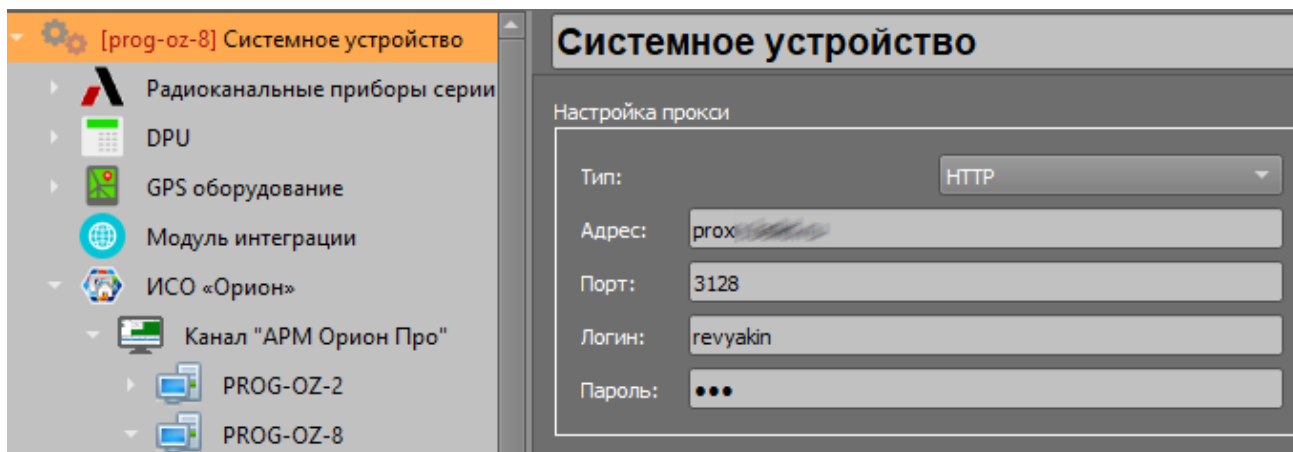 [prog-oz-8] Системное устройство
Радиоканальные приборы серии
DPU
GPS оборудование
Модуль интеграции
ИСО «Орион»
Канал "АРМ Орион Про"
PROG-OZ-2
PROG-OZ-8
Системное устройство
Настройка прокси
Тип: HTTP
Адрес: prox
Порт: 3128
Логин: revyakin
Пароль: •••